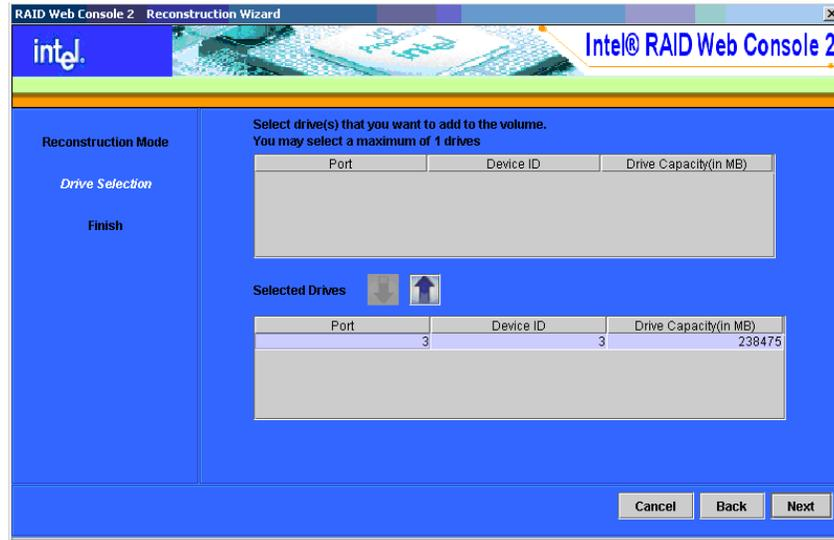 RAID Web Console 2 Reconstruction Wizard
intel.
I/O
Processor
intel
Intel® RAID Web Console 2
Reconstruction Mode
Drive Selection
Finish
Select drive(s) that you want to add to the volume.
You may select a maximum of 1 drives
Port Device ID Drive Capacity(in MB)
Selected Drives
Port Device ID Drive Capacity(in MB)
3 3 238475
Cancel Back Next